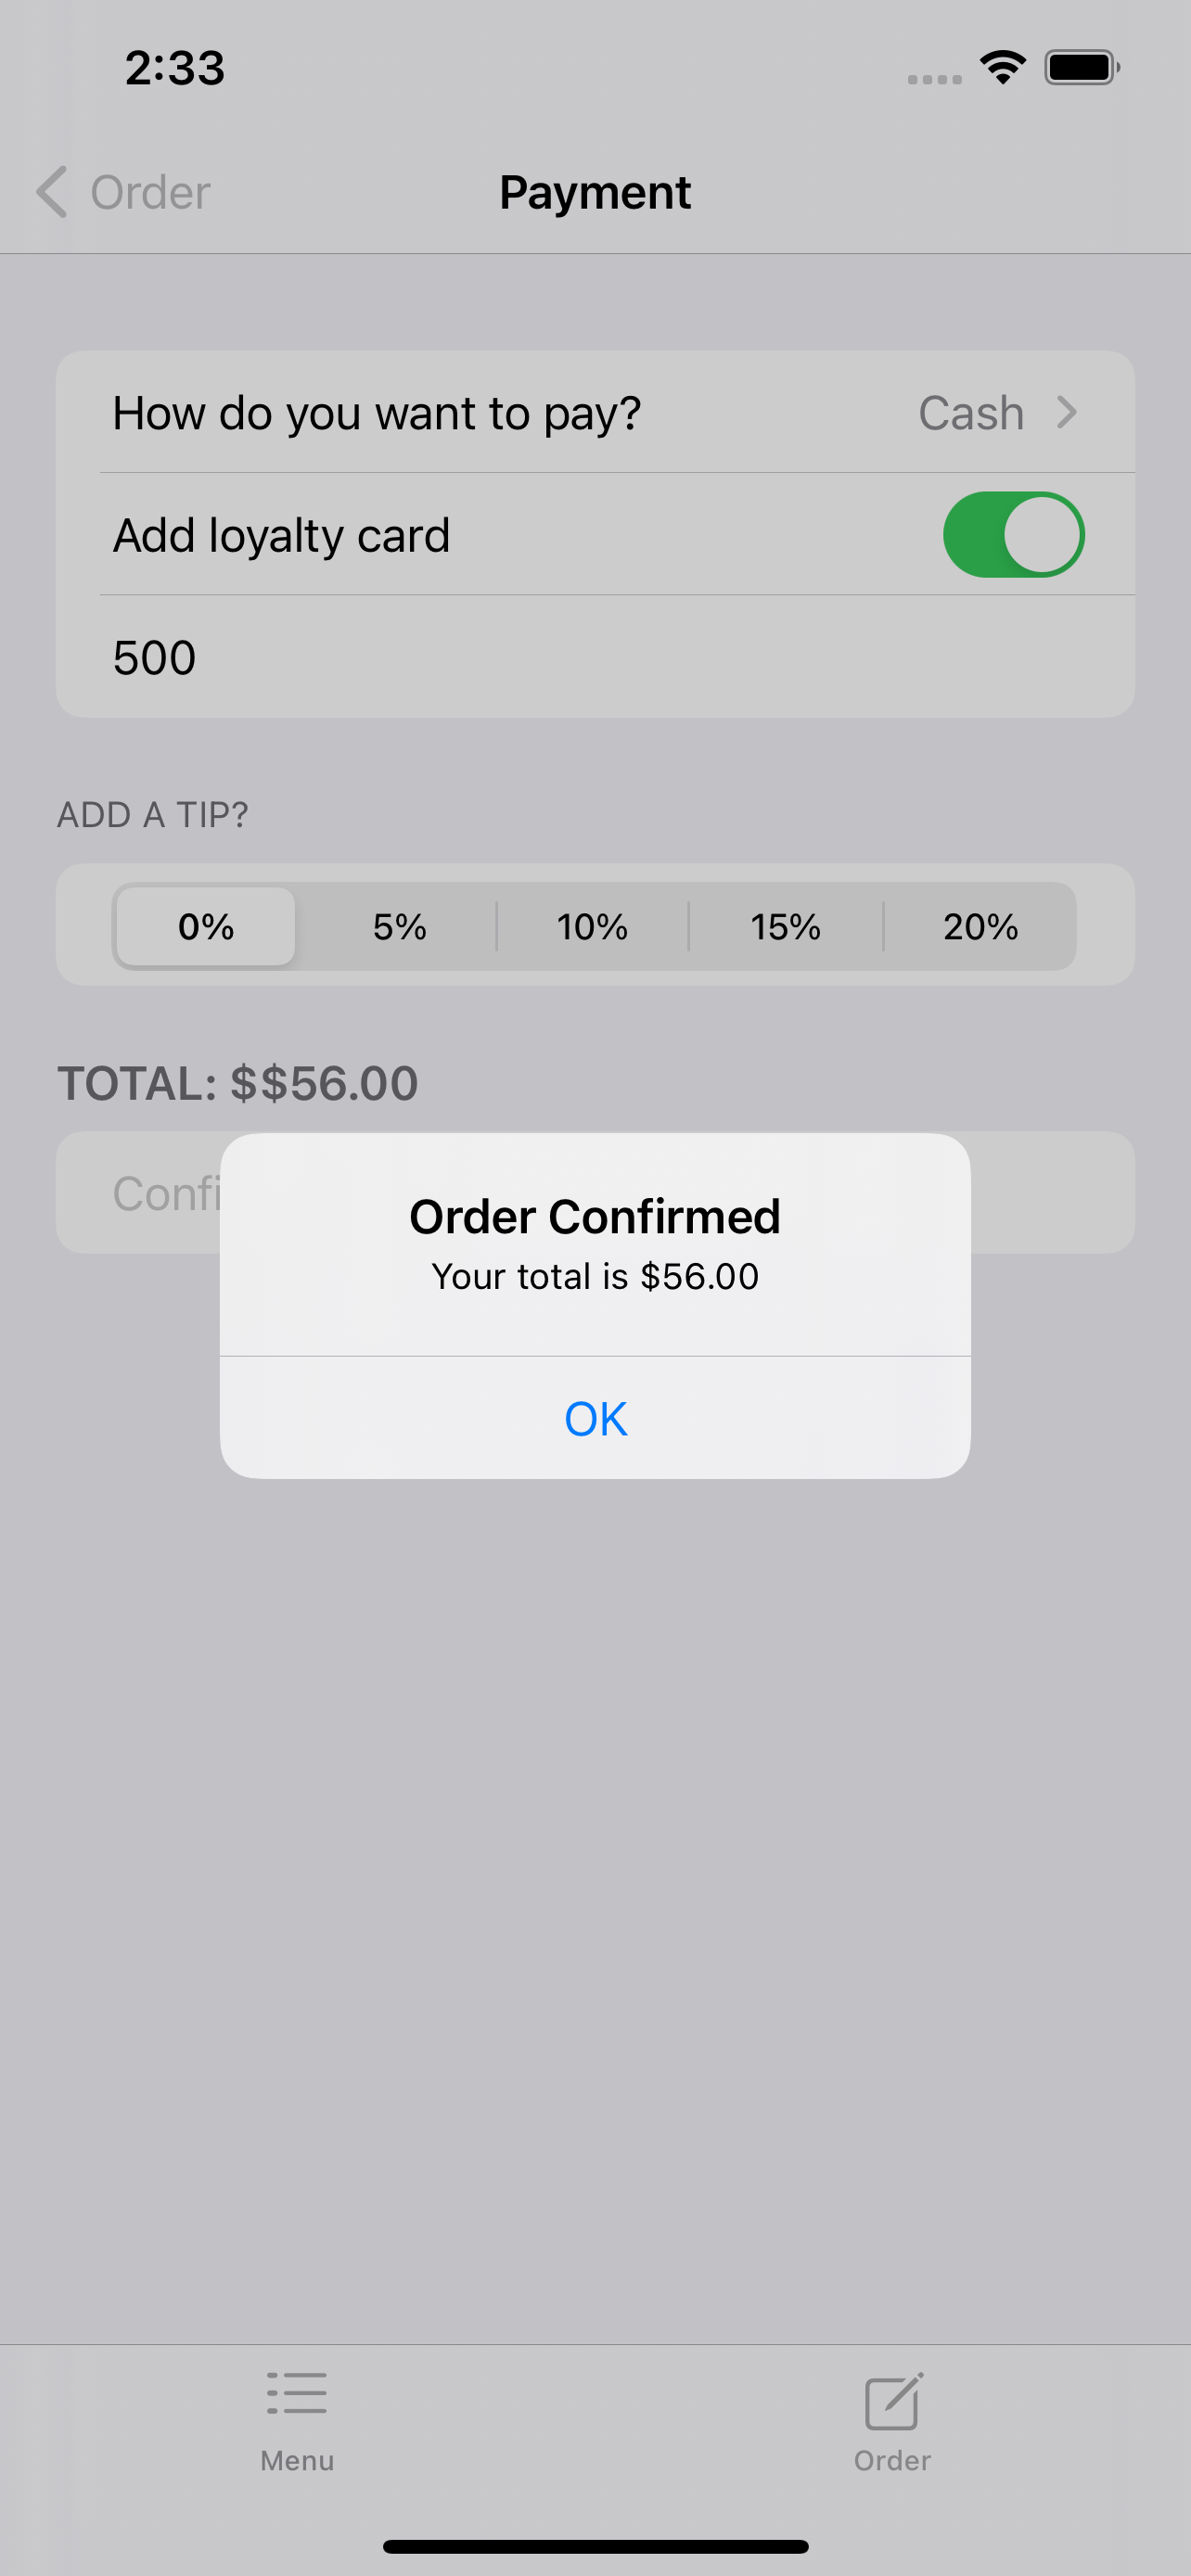 2:33
Order
Payment
How do you want to pay?
Cash
Add loyalty card
500
ADD A TIP?
0%
5%
10%
15%
20%
TOTAL: $$56.00
Confi
Order Confirmed
Your total is $56.00
OK
Menu
Order